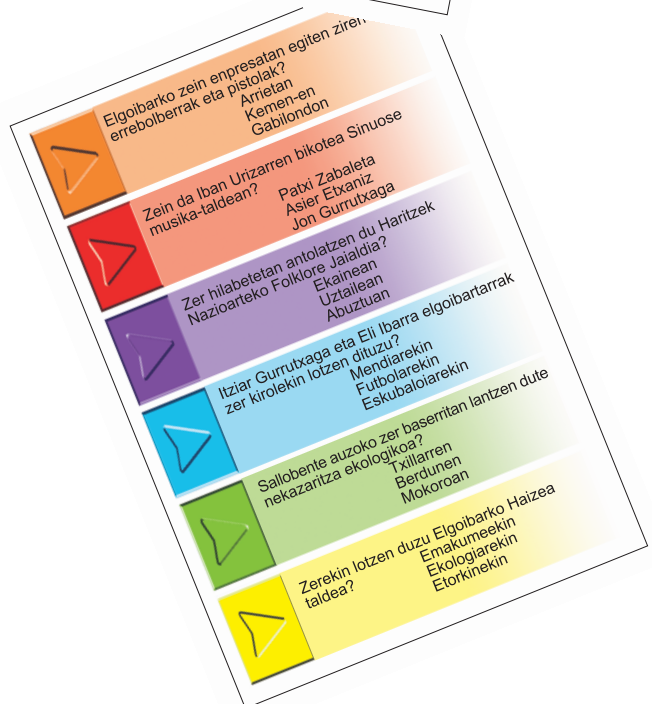 Elgoibarko zein enpresatan egiten ziren
errebolberrak eta pistolak?
Arrietan
Kemen-en
Gabilondon
Zein da Iban Urizarren bikotea Sinuose
musika-taldean?
Patxi Zabaleta
Asier Etxaniz
Jon Gurrutxaga
Zer hilabetetan antolatzen du Haritzek
Nazioarteko Folklore Jaialdia?
Ekainean
Uztailean
Abuztuan
Itziar Gurrutxaga eta Eli Ibarra elgoibartarrak
zer kirolekin lotzen dituzu?
Mendiarekin
Futbolarekin
Eskubaloiarekin
Sallobente auzoko zer baserritan lantzen dute
nekazaritza ekologikoa?
Txillarren
Berdunen
Mokoroan
Zerekin lotzen duzu Elgoibarko Haizea
taldea?
Emakumeekin
Ekologiarekin
Etorkinekin